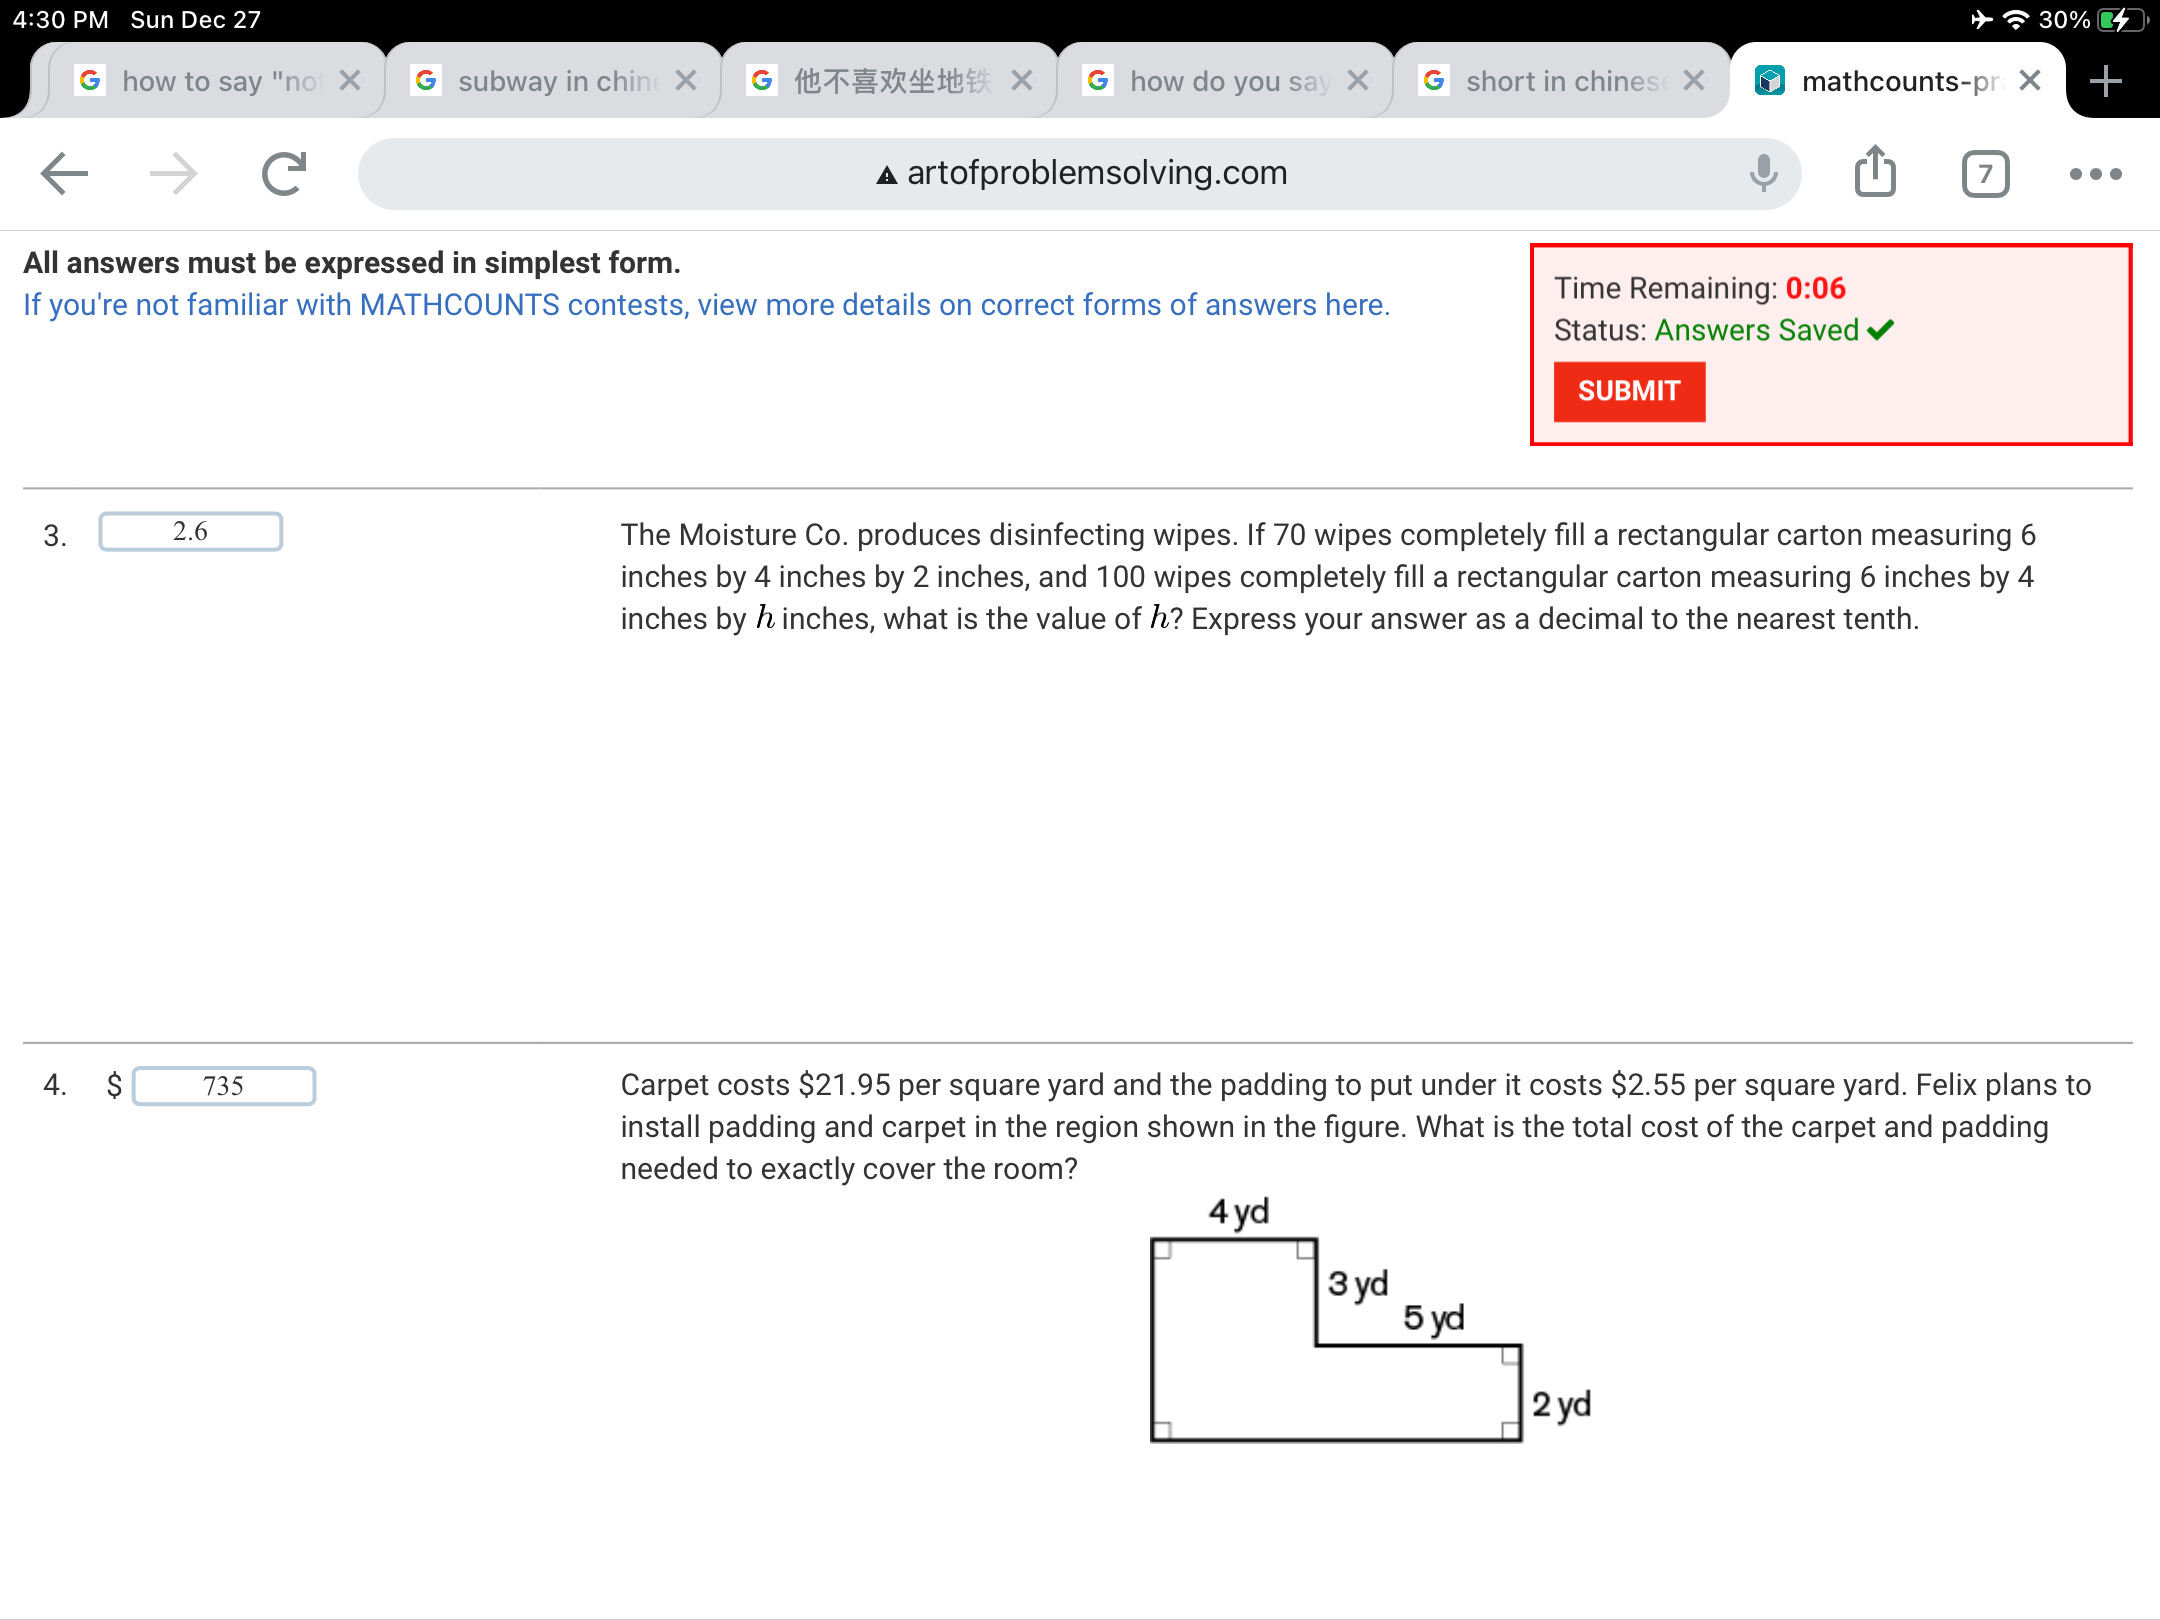 4:30 PM Sun Dec 27
30%
how to say "not
subway in chine
他不喜欢坐地铁
how do you say
short in chinese
mathcounts-pra
artofproblemsolving.com
7
All answers must be expressed in simplest form.
If you're not familiar with MATHCOUNTS contests, view more details on correct forms of answers here.
Time Remaining: 0:06
Status: Answers Saved
SUBMIT
3. 2.6
The Moisture Co. produces disinfecting wipes. If 70 wipes completely fill a rectangular carton measuring 6
inches by 4 inches by 2 inches, and 100 wipes completely fill a rectangular carton measuring 6 inches by 4
inches by h inches, what is the value of h? Express your answer as a decimal to the nearest tenth.
4. $ 735
Carpet costs $21.95 per square yard and the padding to put under it costs $2.55 per square yard. Felix plans to
install padding and carpet in the region shown in the figure. What is the total cost of the carpet and padding
needed to exactly cover the room?
4 yd
3 yd
5 yd
2 yd